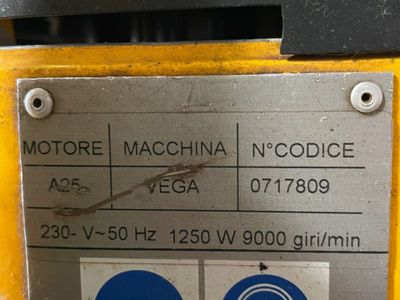 MOTORE MACCHINA N°CODICE
A25 VEGA 0717809
230- V~50 Hz 1250 W 9000 giri/min